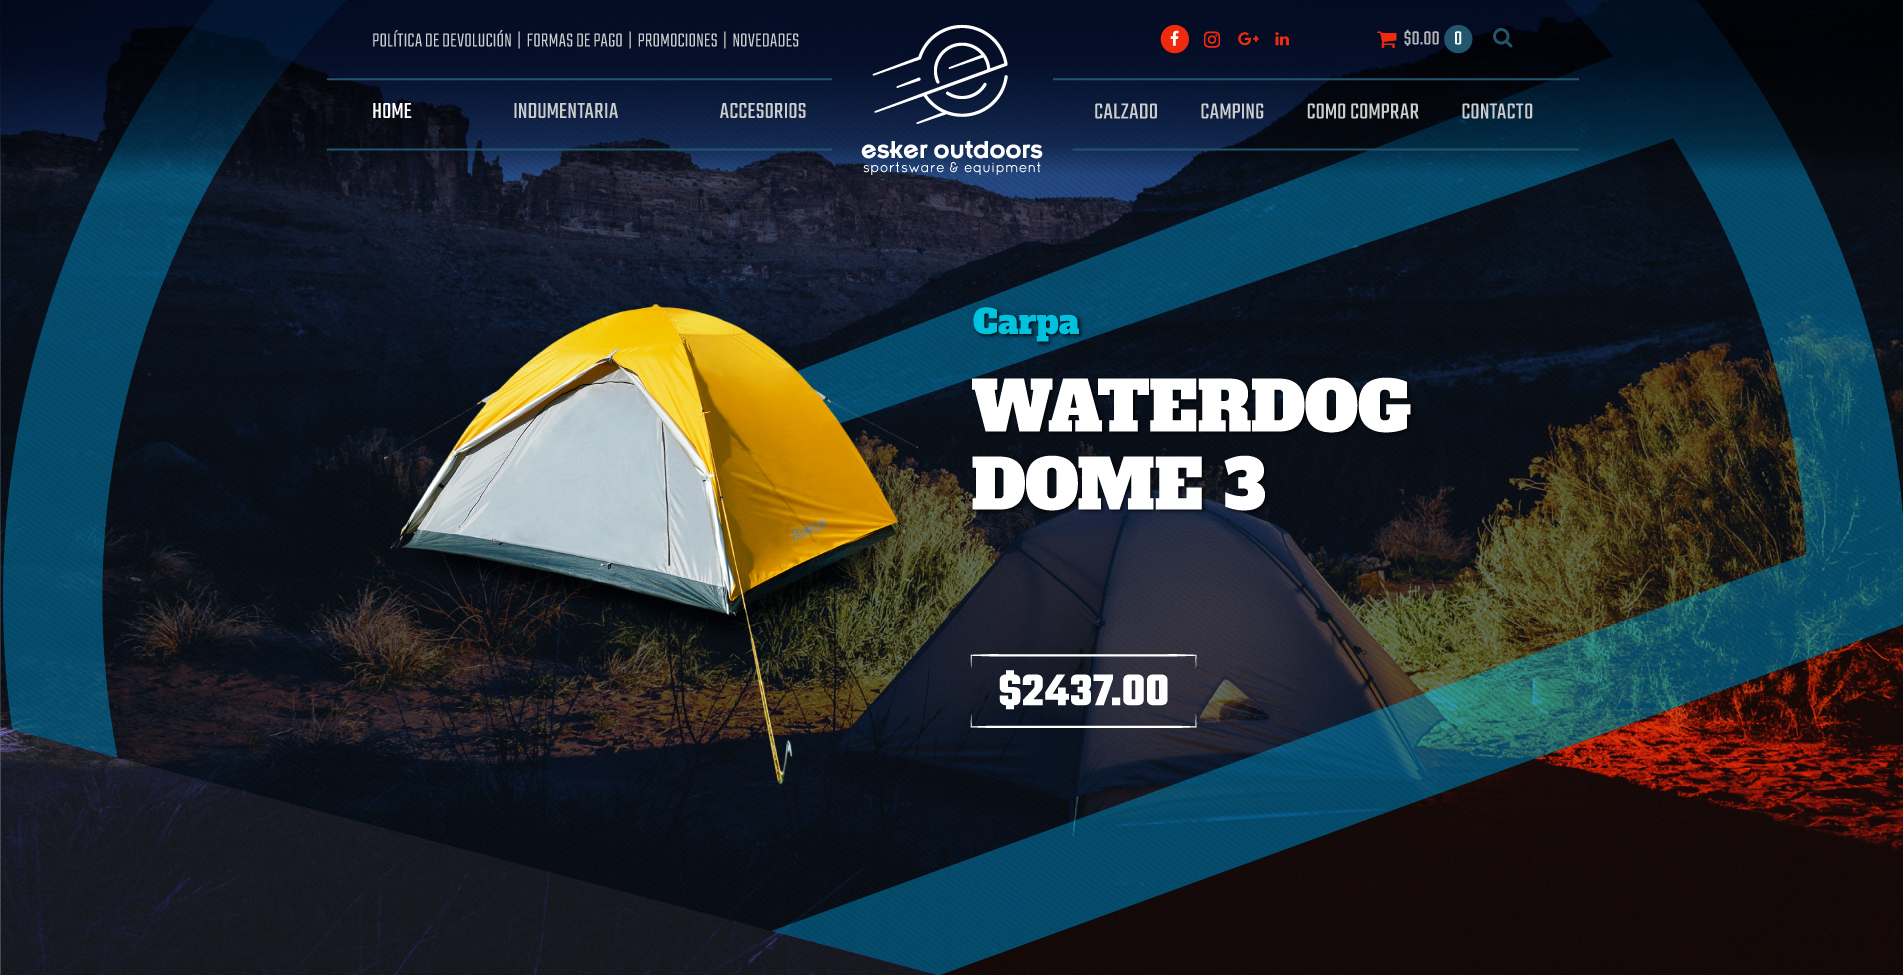 POLÍTICA DE DEVOLUCIÓN | FORMAS DE PAGO | PROMOCIONES | NOVEDADES
$0.00 0
HOME INDUMENTARIA ACCESORIOS
CALZADO CAMPING COMO COMPRAR CONTACTO
esker outdoors
sportsware & equipment
Carpa
WATERDOG
DOME 3
$2437.00